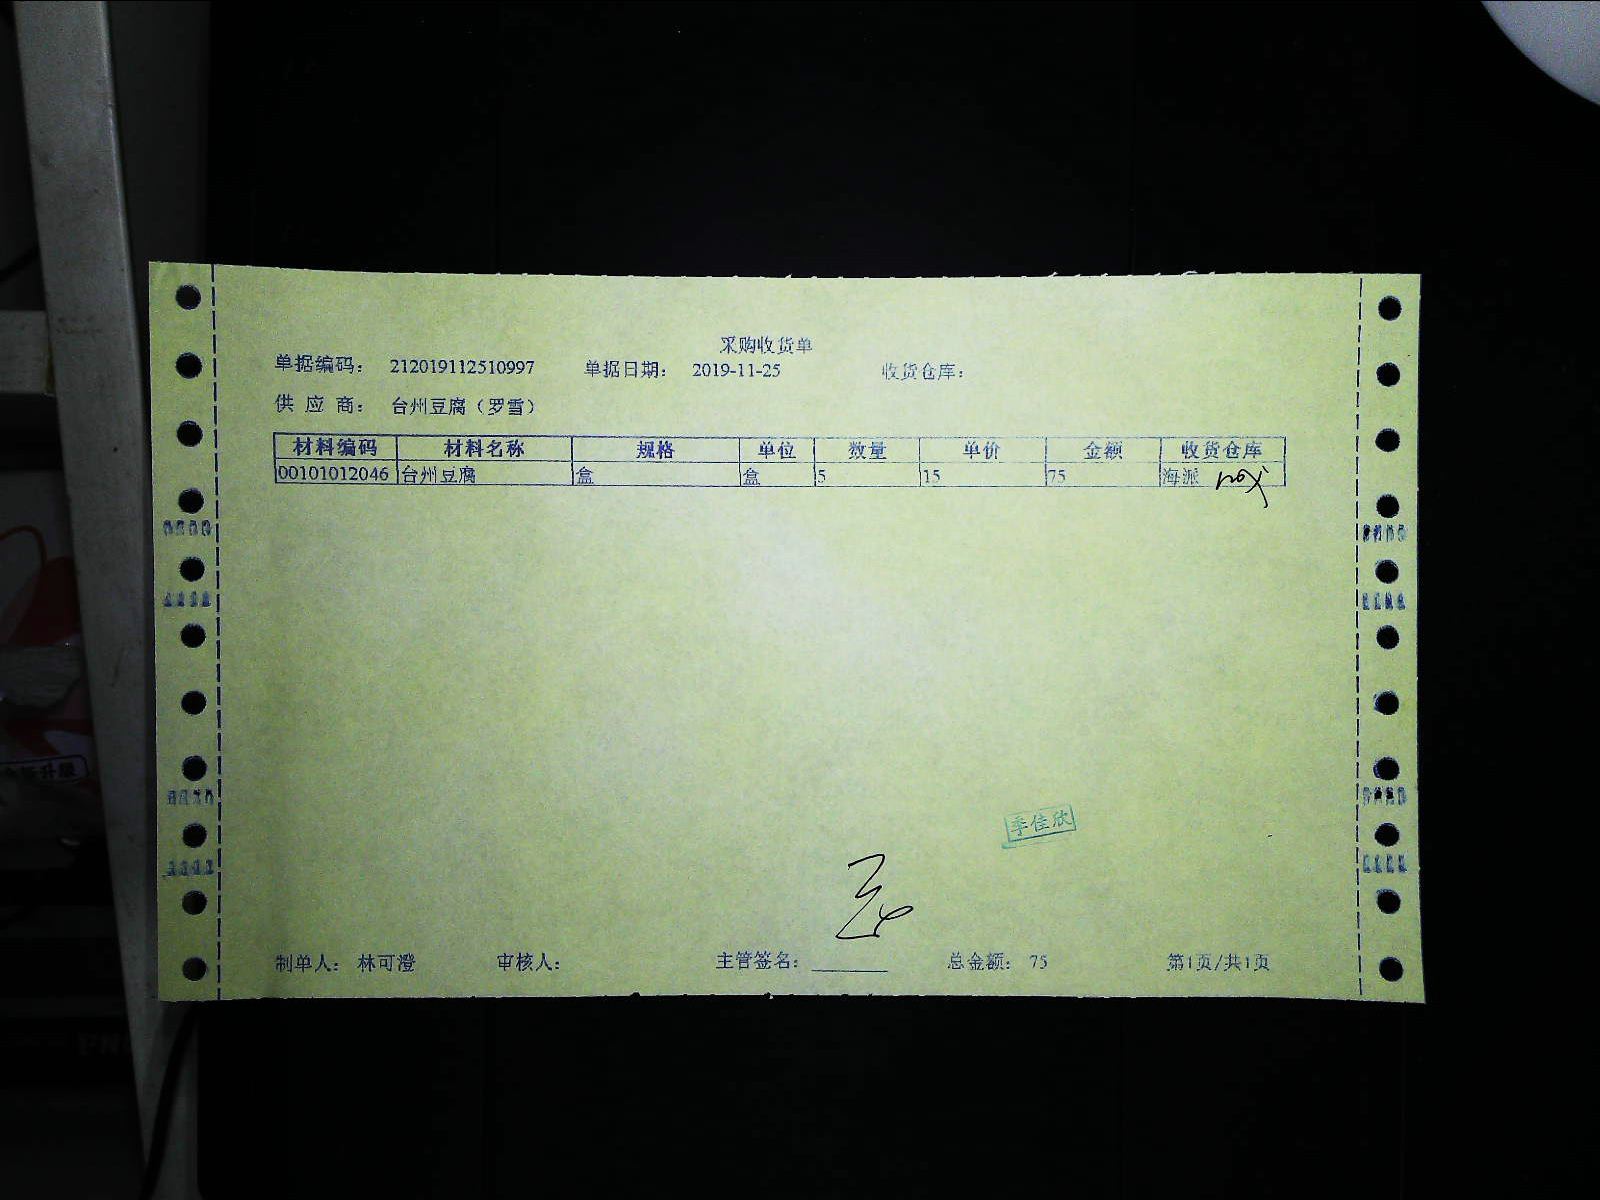 采购收货单
单据编码： 212019112510997 单据日期： 2019-11-25 收货仓库：
供 应 商： 台州豆腐（罗雪）
材料编码 材料名称 规格 单位 数量 单价 金额 收货仓库
00101012046 台州豆腐 盒 盒 5 15 75 海派
季佳欣
制单人： 林可澄 审核人： 主管签名： 总金额： 75 第1页/共1页